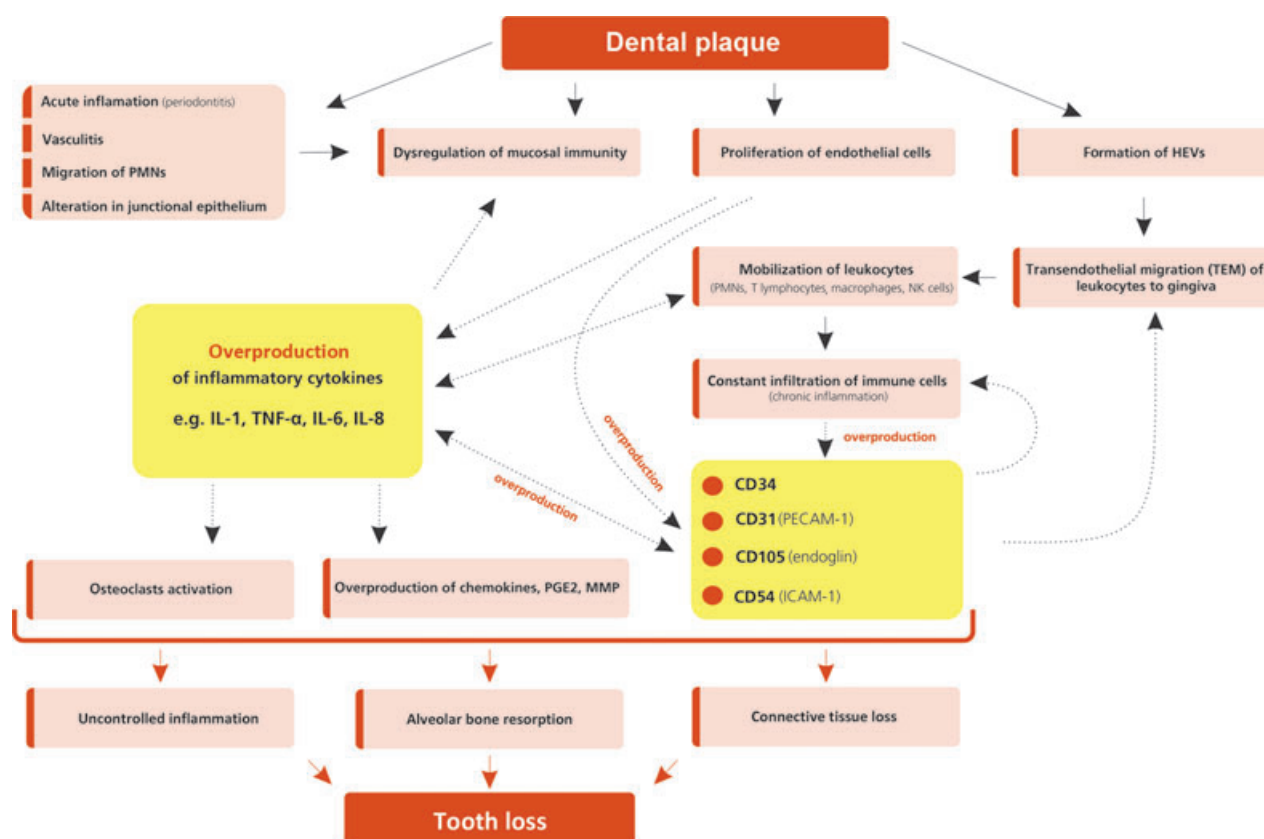 Dental plaque
Acute inflamation (periodontitis)
Vasculitis
Migration of PMNs
Alteration in junctional epithelium
Dysregulation of mucosal immunity
Proliferation of endothelial cells
Formation of HEVs
Mobilization of leukocytes
(PMNs, T lymphocytes, macrophages, NK cells)
Transendothelial migration (TEM) of
leukocytes to gingiva
Overproduction
of inflammatory cytokines
e.g. IL-1, TNF-α, IL-6, IL-8
Constant infiltration of immune cells
(chronic inflammation)
overproduction
overproduction
overproduction
CD34
CD31 (PECAM-1)
CD105 (endoglin)
CD54 (ICAM-1)
Osteoclasts activation
Overproduction of chemokines, PGE2, MMP
Uncontrolled inflammation
Alveolar bone resorption
Connective tissue loss
Tooth loss